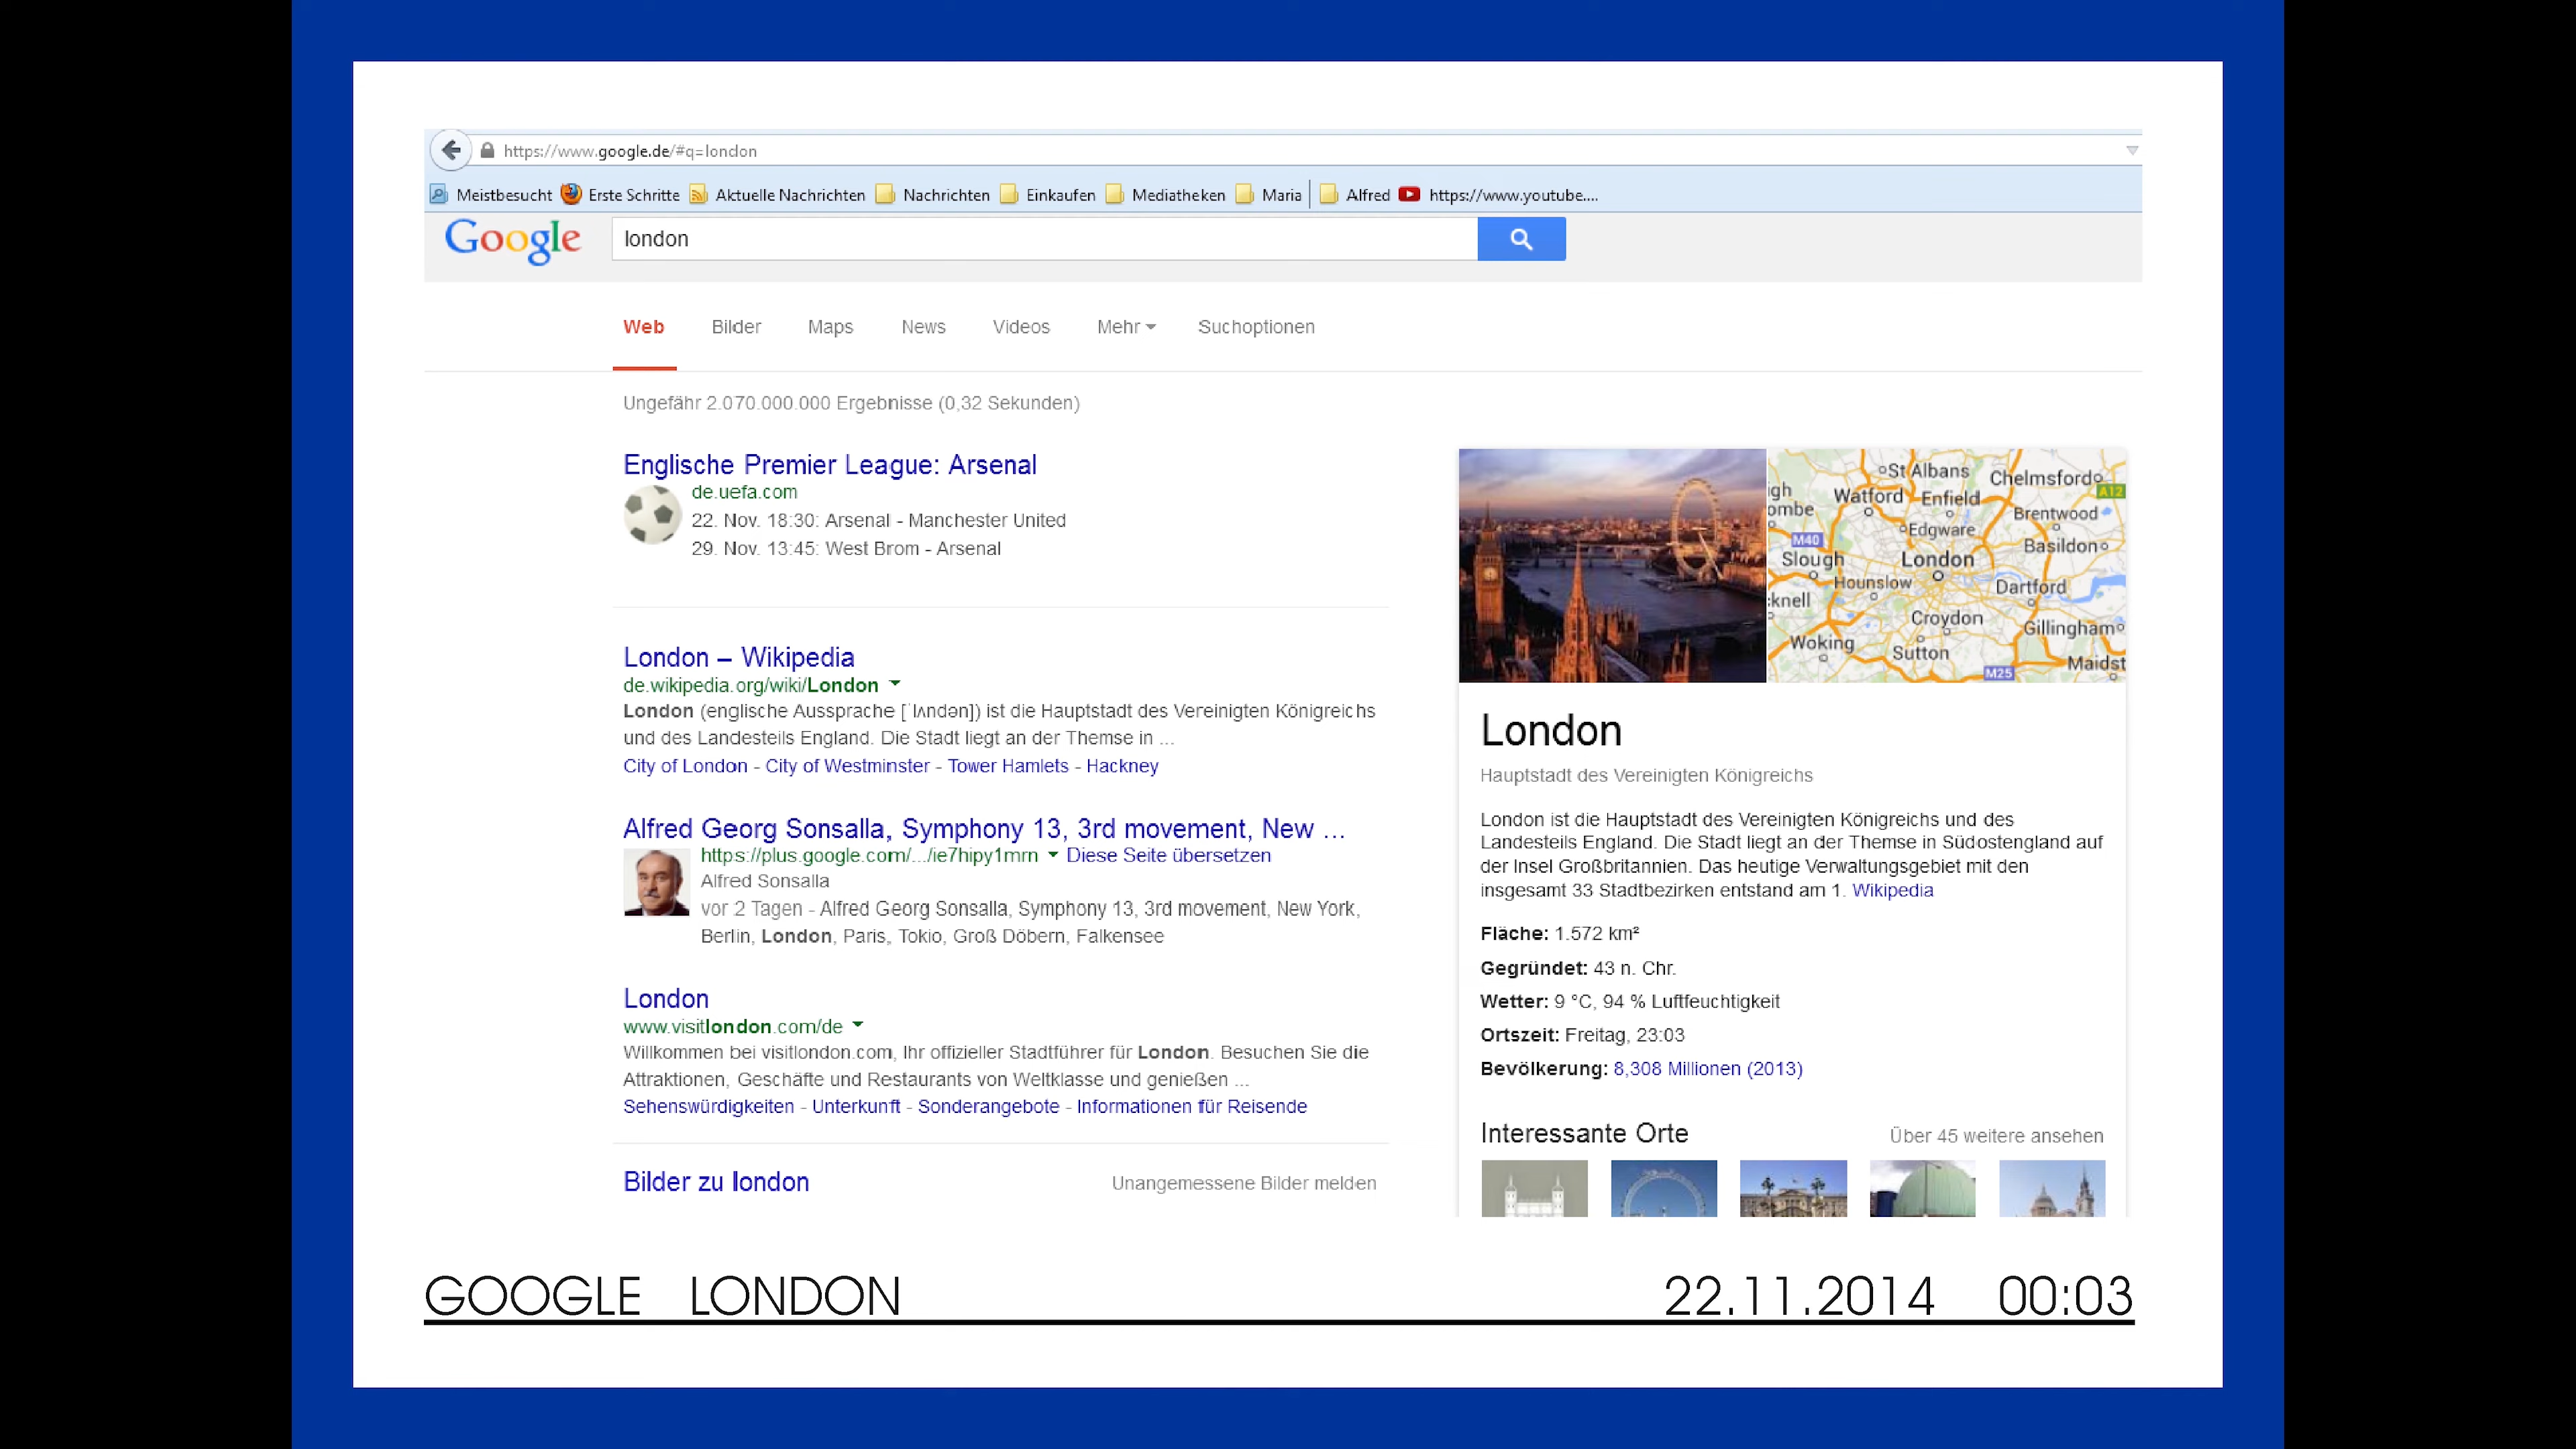 https://www.google.de/#q=london
Meistbesucht Erste Schritte Aktuelle Nachrichten Nachrichten Einkaufen Mediatheken Maria Alfred https://www.youtube....
Google london
Web Bilder Maps News Videos Mehr Suchoptionen
Ungefähr 2.070.000.000 Ergebnisse (0,32 Sekunden)
Englische Premier League: Arsenal
de.uefa.com
22. Nov. 18:30: Arsenal - Manchester United
29. Nov. 13:45: West Brom - Arsenal
London – Wikipedia
de.wikipedia.org/wiki/London
London (englische Aussprache [ˈlʌndən]) ist die Hauptstadt des Vereinigten Königreichs
und des Landesteils England. Die Stadt liegt an der Themse in ...
City of London - City of Westminster - Tower Hamlets - Hackney
Alfred Georg Sonsalla, Symphony 13, 3rd movement, New ...
https://plus.google.com/.../ie7hipy1mrn Diese Seite übersetzen
Alfred Sonsalla
vor 2 Tagen - Alfred Georg Sonsalla, Symphony 13, 3rd movement, New York,
Berlin, London, Paris, Tokio, Groß Döbern, Falkensee
London
www.visitlondon.com/de
Willkommen bei visitlondon.com, Ihr offizieller Stadtführer für London. Besuchen Sie die
Attraktionen, Geschäfte und Restaurants von Weltklasse und genießen ...
Sehenswürdigkeiten - Unterkunft - Sonderangebote - Informationen für Reisende
Bilder zu london Unangemessene Bilder melden
St Albans Chelmsford
igh Watford Enfield A12
ombe Brentwood
Edgware
M40 Basildon
Slough London
Hounslow Dartford
knell
Croydon Gillingham
Woking Sutton
M25 Maidst
London
Hauptstadt des Vereinigten Königreichs
London ist die Hauptstadt des Vereinigten Königreichs und des
Landesteils England. Die Stadt liegt an der Themse in Südostengland auf
der Insel Großbritannien. Das heutige Verwaltungsgebiet mit den
insgesamt 33 Stadtbezirken entstand am 1. Wikipedia
Fläche: 1.572 km²
Gegründet: 43 n. Chr.
Wetter: 9 °C, 94 % Luftfeuchtigkeit
Ortszeit: Freitag, 23:03
Bevölkerung: 8,308 Millionen (2013)
Interessante Orte Über 45 weitere ansehen
GOOGLE LONDON 22.11.2014 00:03